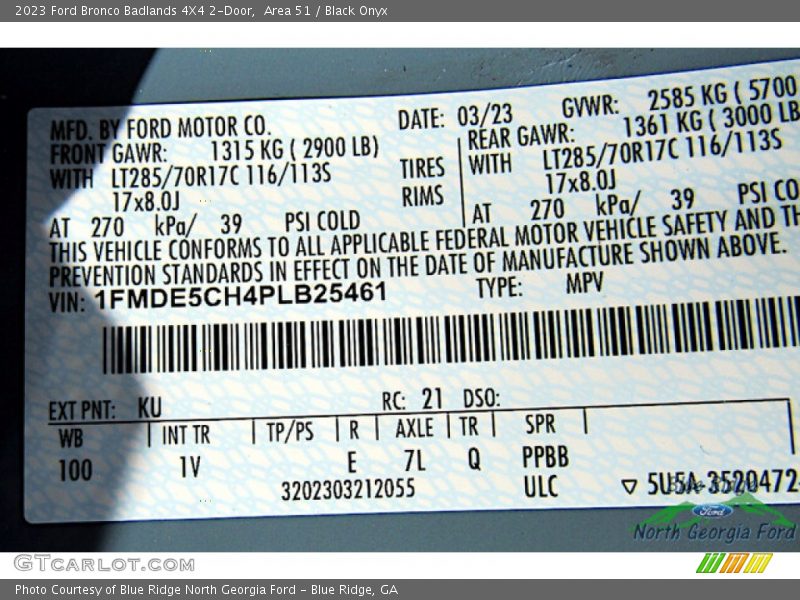 2023 Ford Bronco Badlands 4X4 2-Door,  Area 51 / Black Onyx
MFD. BY FORD MOTOR CO.
DATE: 03/23
GVWR: 2585 KG ( 5700
FRONT GAWR: 1315 KG ( 2900 LB)
REAR GAWR: 1361 KG ( 3000 LB
WITH LT285/70R17C 116/113S
TIRES
WITH LT285/70R17C 116/113S
17x8.0J
RIMS
17x8.0J
AT 270 kPa/ 39 PSI COLD
AT 270 kPa/ 39 PSI CO
THIS VEHICLE CONFORMS TO ALL APPLICABLE FEDERAL MOTOR VEHICLE SAFETY AND TH
PREVENTION STANDARDS IN EFFECT ON THE DATE OF MANUFACTURE SHOWN ABOVE.
VIN: 1FMDE5CH4PLB25461
TYPE: MPV
EXT PNT: KU
RC: 21 DSO:
WB INT TR TP/PS R AXLE TR SPR
100 1V E 7L Q PPBB
3202303212055 ULC
5U5A-3520472-
Blue Ridge
Ford
North Georgia Ford
GTCARLOT.COM
Photo Courtesy of Blue Ridge North Georgia Ford - Blue Ridge, GA